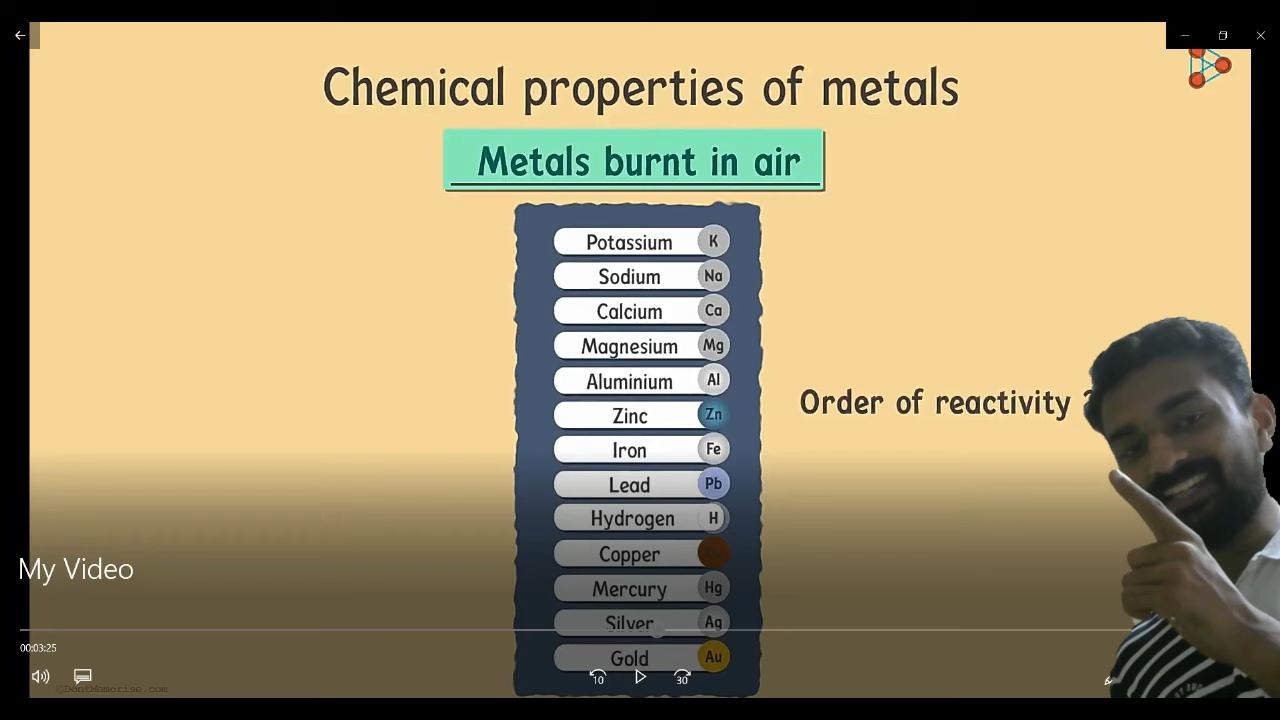 Chemical properties of metals
Metals burnt in air
Potassium K
Sodium Na
Calcium Ca
Magnesium Mg
Aluminium Al
Zinc Zn
Iron Fe
Lead Pb
Hydrogen H
Copper
Mercury Hg
Silver Ag
Gold Au
Order of reactivity ?
My Video
00:03:25
10
30
©DontMemorise.com